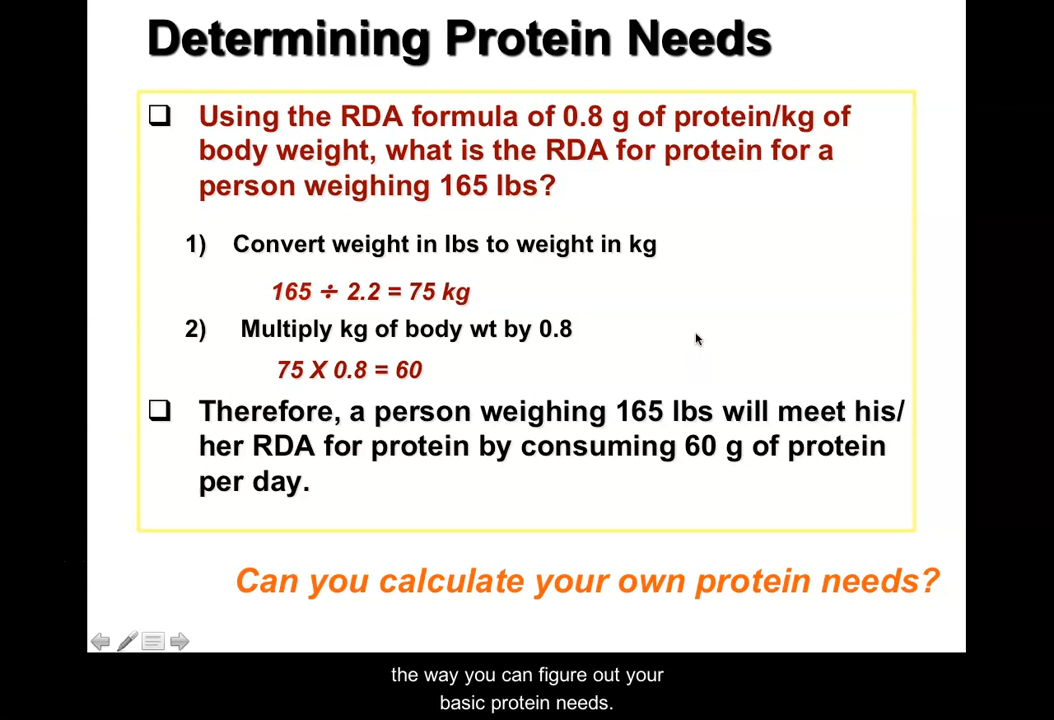 Determining Protein Needs
Using the RDA formula of 0.8 g of protein/kg of
body weight, what is the RDA for protein for a
person weighing 165 lbs?
1) Convert weight in lbs to weight in kg
165 ÷ 2.2 = 75 kg
2) Multiply kg of body wt by 0.8
75 X 0.8 = 60
Therefore, a person weighing 165 lbs will meet his/
her RDA for protein by consuming 60 g of protein
per day.
Can you calculate your own protein needs?
the way you can figure out your
basic protein needs.